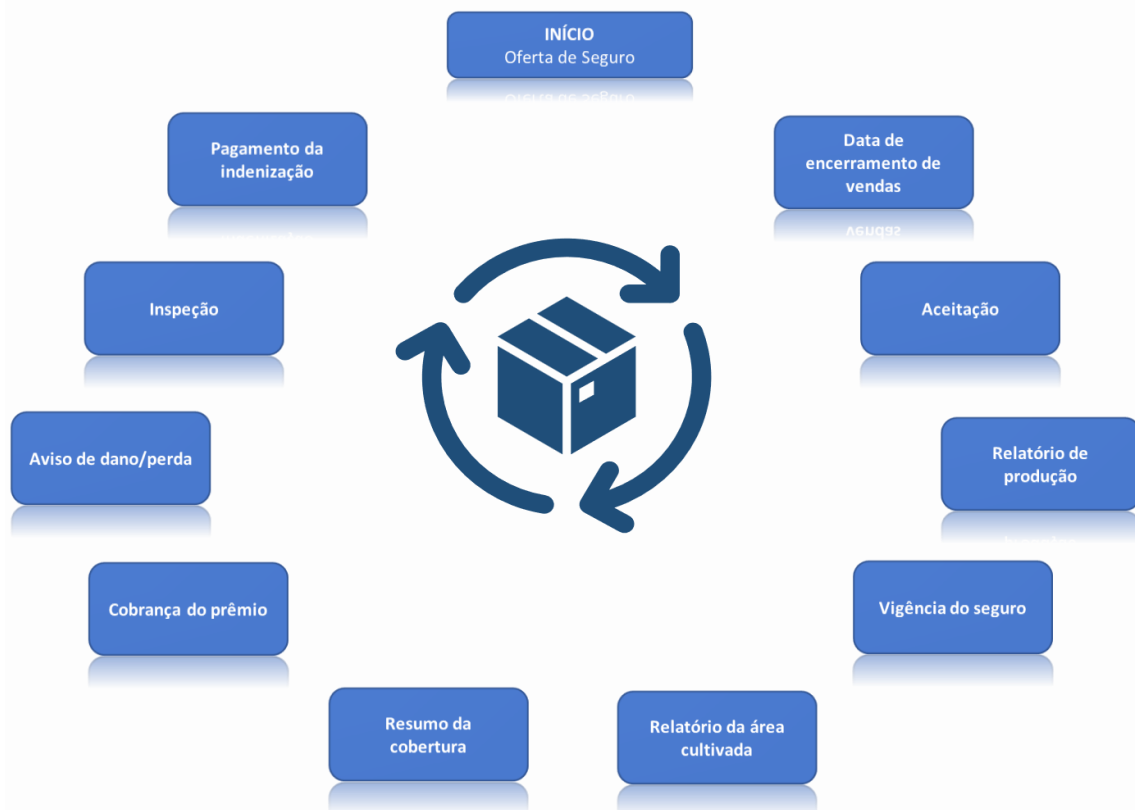 INÍCIO
Oferta de Seguro
Data de
encerramento de
vendas
Aceitação
Relatório de
produção
Vigência do seguro
Relatório da área
cultivada
Resumo da
cobertura
Cobrança do prêmio
Aviso de dano/perda
Inspeção
Pagamento da
indenização